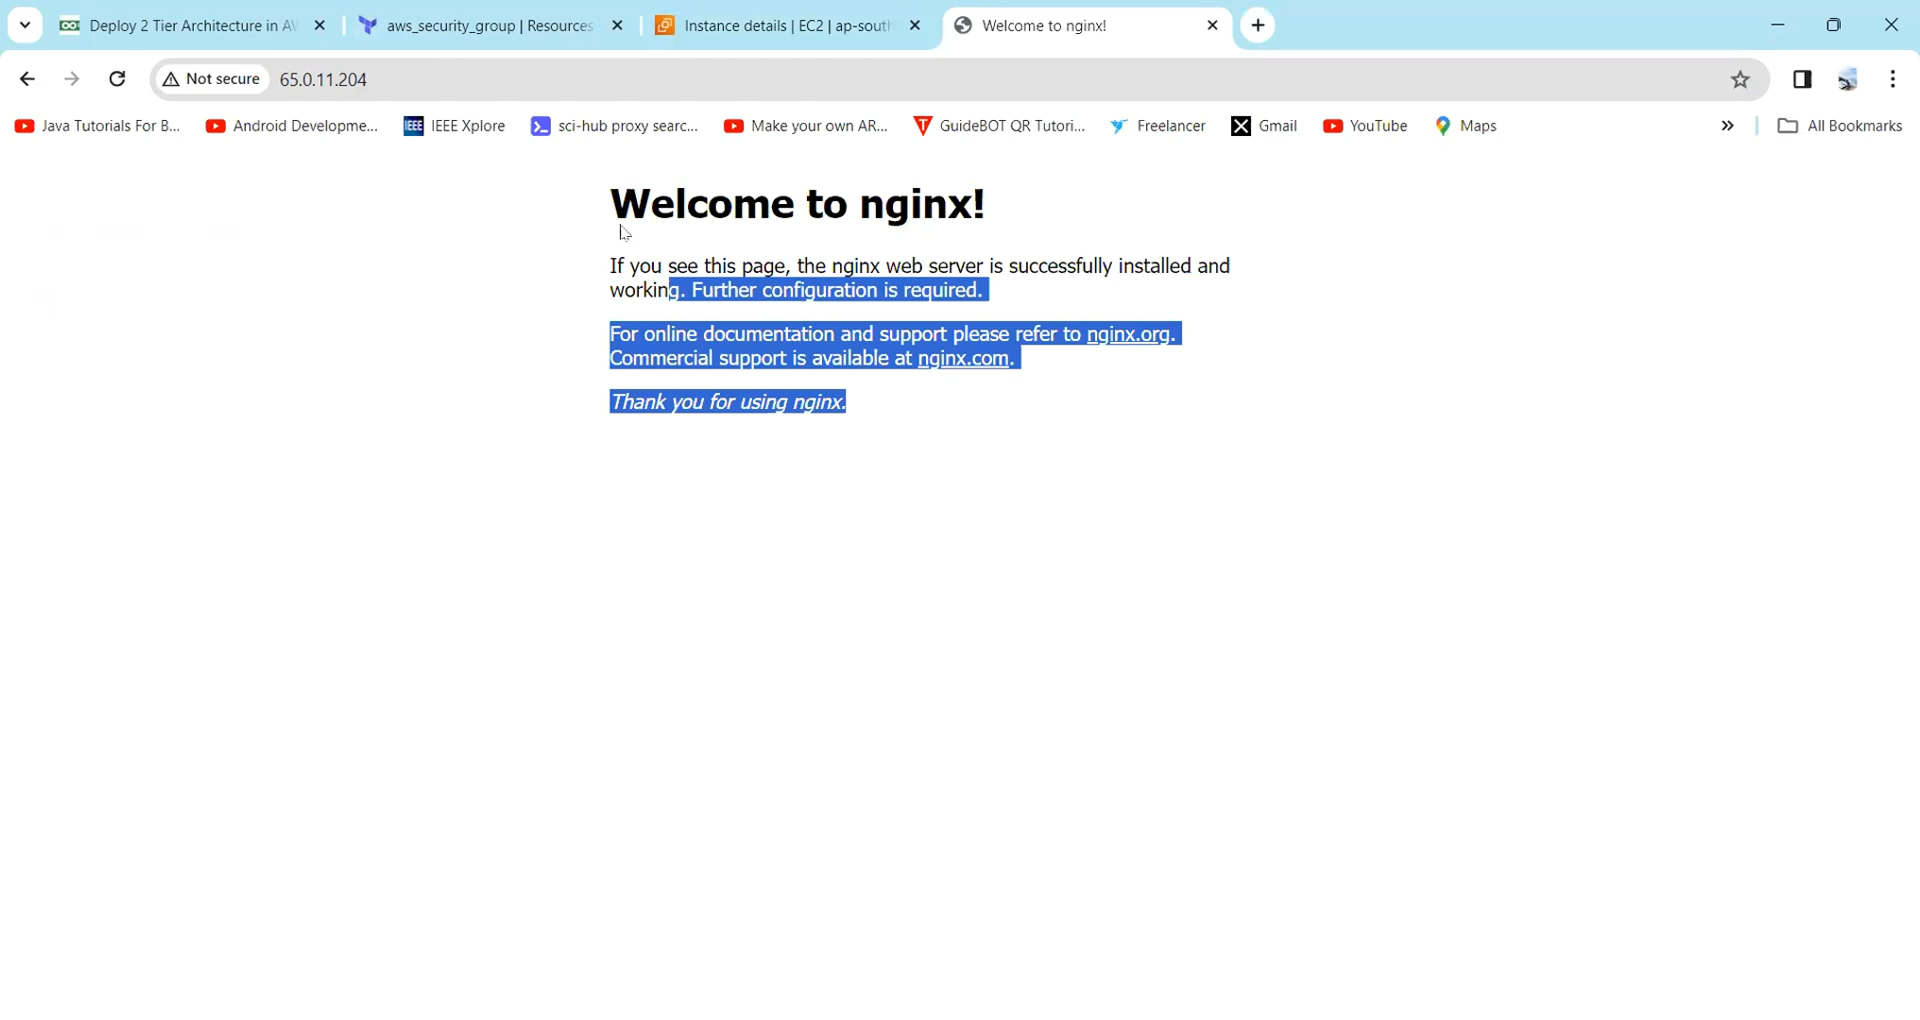 Deploy 2 Tier Architecture in AW
aws_security_group | Resources
Instance details | EC2 | ap-south
Welcome to nginx!
Not secure
65.0.11.204
Java Tutorials For B...
Android Developme...
IEEE
IEEE Xplore
sci-hub proxy searc...
Make your own AR...
GuideBOT QR Tutori...
Freelancer
Gmail
YouTube
Maps
All Bookmarks
Welcome to nginx!
If you see this page, the nginx web server is successfully installed and
working. Further configuration is required.
For online documentation and support please refer to nginx.org.
Commercial support is available at nginx.com.
Thank you for using nginx.